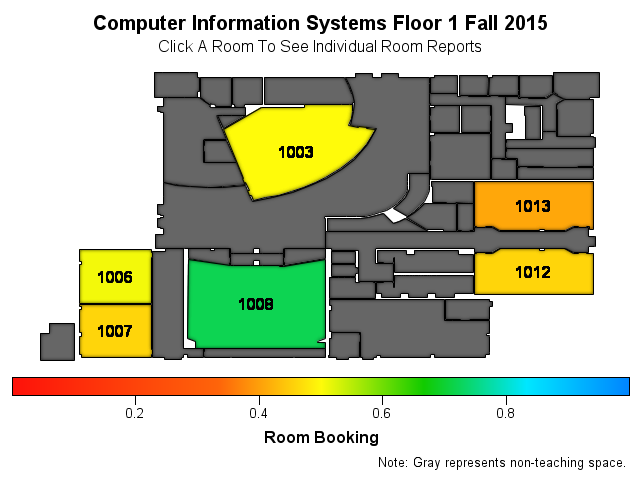 Computer Information Systems Floor 1 Fall 2015
Click A Room To See Individual Room Reports
1003
1013
1006
1012
1008
1007
0.2 0.4 0.6 0.8
Room Booking
Note: Gray represents non-teaching space.